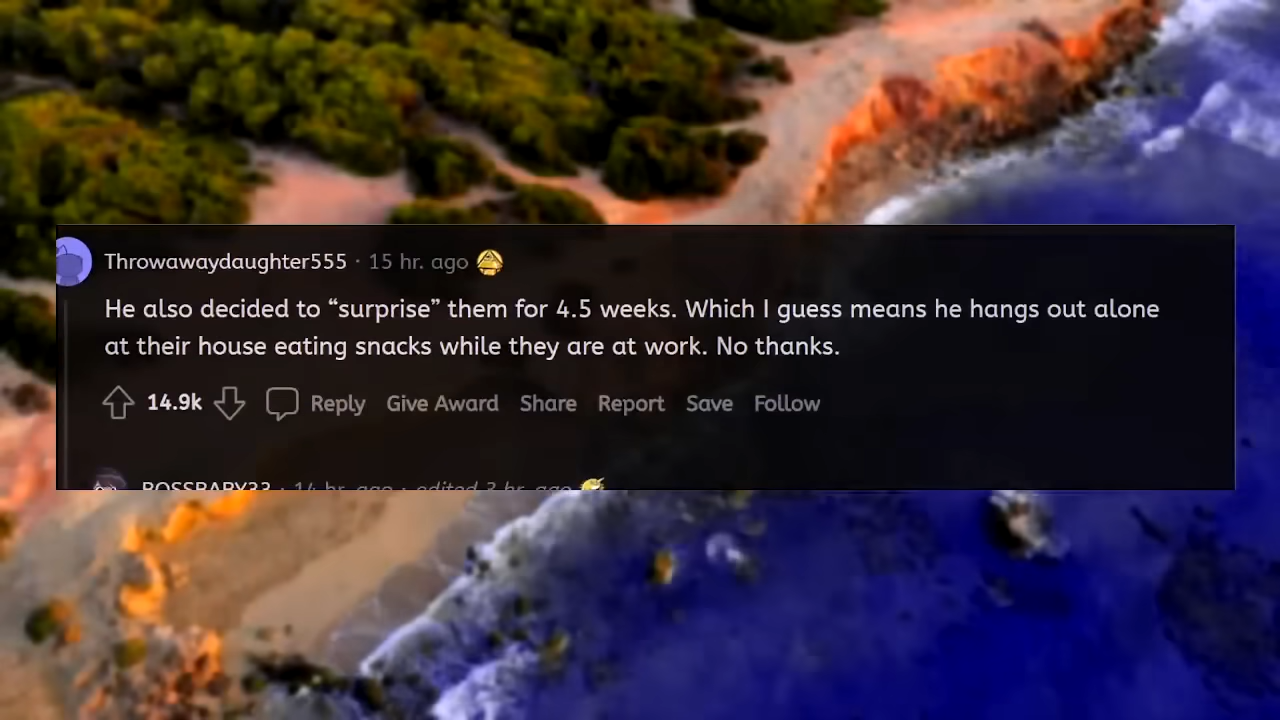 Throwawaydaughter555 · 15 hr. ago
He also decided to “surprise” them for 4.5 weeks. Which I guess means he hangs out alone
at their house eating snacks while they are at work. No thanks.
14.9k Reply Give Award Share Report Save Follow
BOSSBABY33 · 14 hr. ago · edited 3 hr. ago